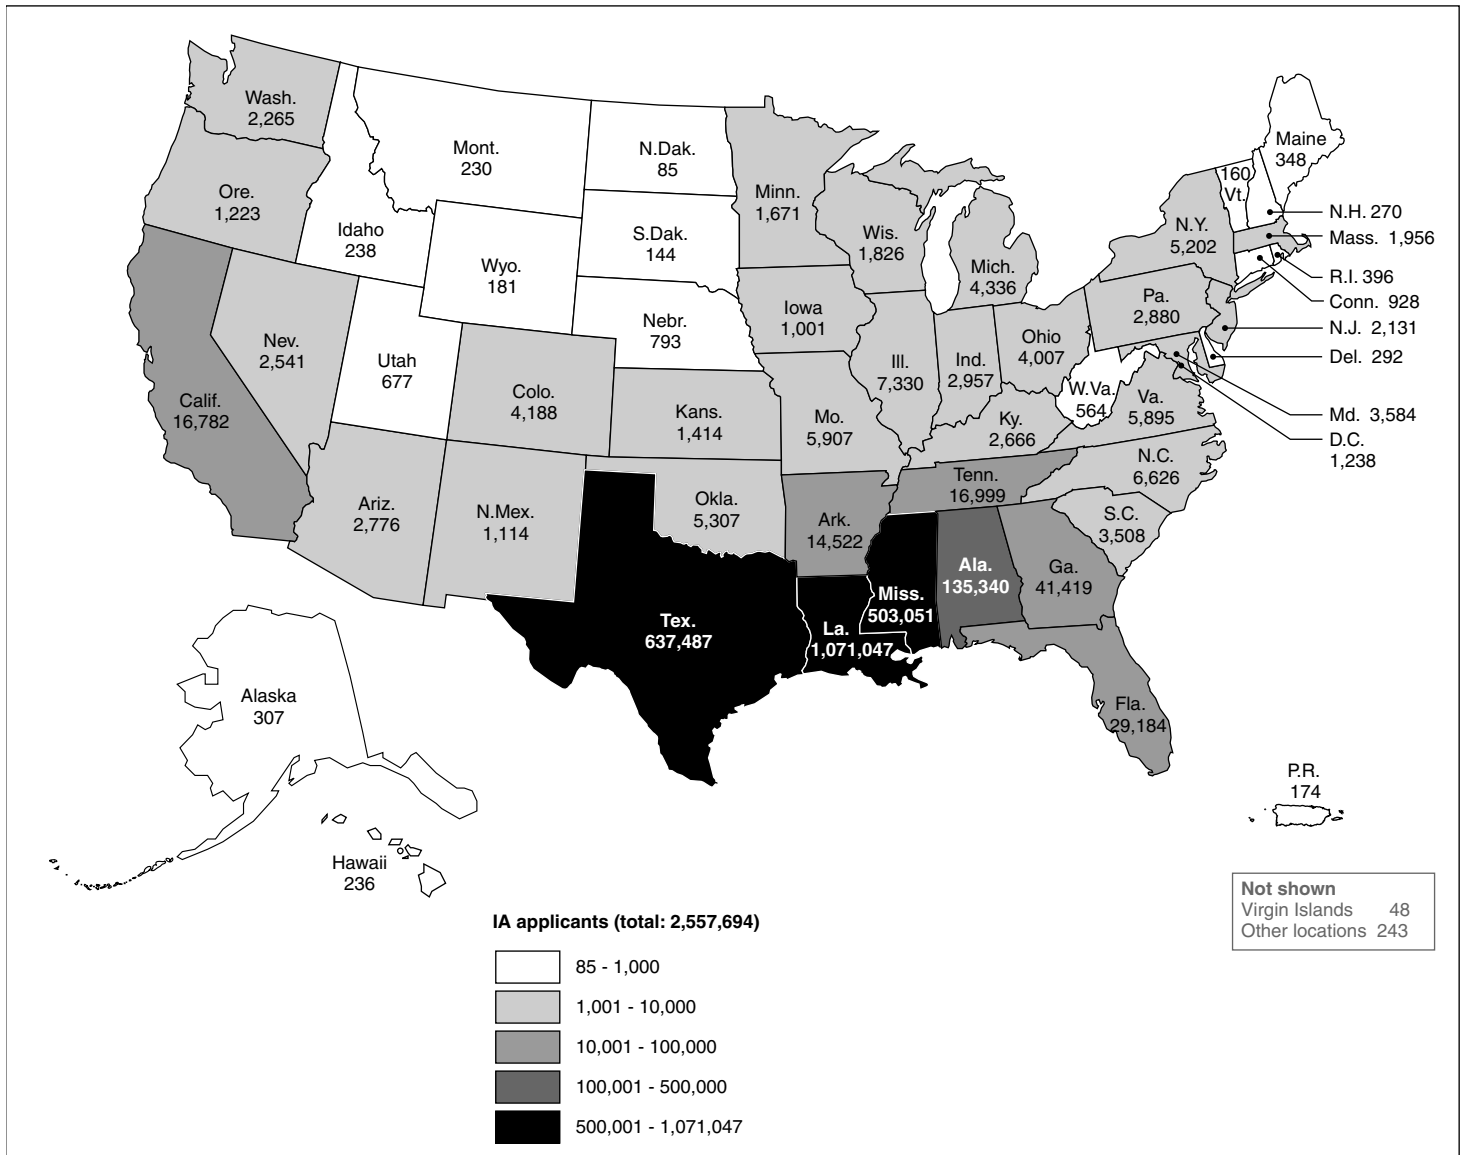 Wash.
2,265
Ore.
1,223
Calif.
16,782
Nev.
2,541
Idaho
238
Mont.
230
Wyo.
181
Utah
677
Colo.
4,188
Ariz.
2,776
N.Mex.
1,114
N.Dak.
85
S.Dak.
144
Nebr.
793
Kans.
1,414
Okla.
5,307
Tex.
637,487
Minn.
1,671
Iowa
1,001
Mo.
5,907
Ark.
14,522
La.
1,071,047
Wis.
1,826
Ill.
7,330
Mich.
4,336
Ind.
2,957
Ohio
4,007
Ky.
2,666
Tenn.
16,999
Miss.
503,051
Ala.
135,340
Ga.
41,419
Fla.
29,184
S.C.
3,508
N.C.
6,626
Va.
5,895
W.Va.
564
Pa.
2,880
N.Y.
5,202
160
Vt.
Maine
348
N.H. 270
Mass. 1,956
R.I. 396
Conn. 928
N.J. 2,131
Del. 292
Md. 3,584
D.C.
1,238
Alaska
307
Hawaii
236
P.R.
174
Not shown
Virgin Islands 48
Other locations 243
IA applicants (total: 2,557,694)
85 - 1,000
1,001 - 10,000
10,001 - 100,000
100,001 - 500,000
500,001 - 1,071,047